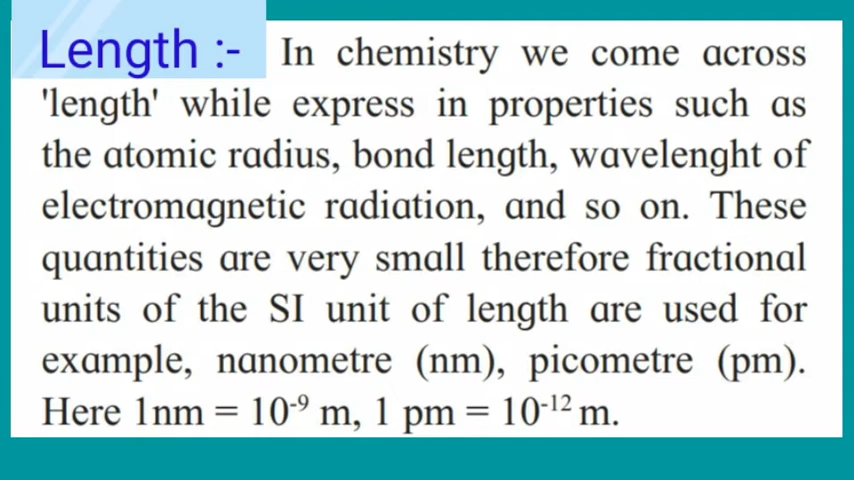 Length :- In chemistry we come across
'length' while express in properties such as
the atomic radius, bond length, wavelenght of
electromagnetic radiation, and so on. These
quantities are very small therefore fractional
units of the SI unit of length are used for
example, nanometre (nm), picometre (pm).
Here 1nm = 10⁻⁹ m, 1 pm = 10⁻¹² m.